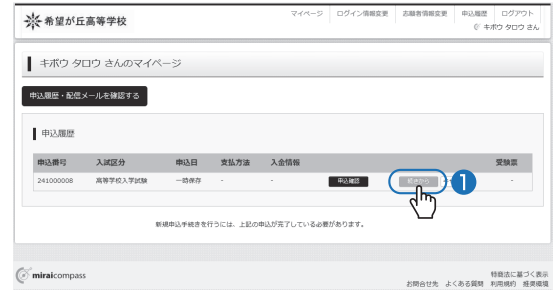 希望が丘高等学校
マイページ ログイン情報変更 志願者情報変更 申込履歴 ログアウト
キボウ タロウ さん
キボウ タロウ さんのマイページ
申込履歴・配信メールを確認する
申込履歴
申込番号 入試区分 申込日 支払方法 入金情報 受験票
241000008 高等学校入学試験 一時保存 - - 申込確認 続きから 1 -
新規申込手続きを行うには、上記の申込が完了している必要があります。
miraicompass
特商法に基づく表示
お問合せ先 よくある質問 利用規約 推奨環境